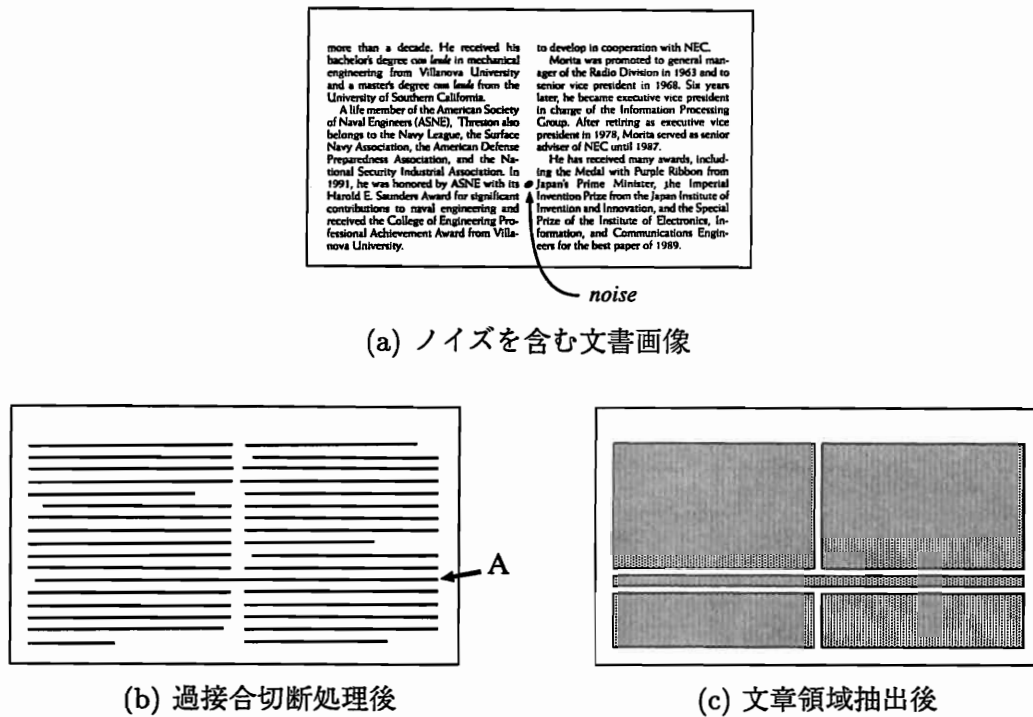 more than a decade. He received his
bachelor's degree cum laude in mechanical
engineering from Villanova University
and a master's degree cum laude from the
University of Southern California.
A life member of the American Society
of Naval Engineers (ASNE), Threston also
belongs to the Navy League, the Surface
Navy Association, the American Defense
Preparedness Association, and the Na-
tional Security Industrial Association. In
1991, he was honored by ASNE with its
Harold E. Saunders Award for significant
contributions to naval engineering and
received the College of Engineering Pro-
fessional Achievement Award from Villa-
nova University.
to develop in cooperation with NEC.
Morita was promoted to general man-
ager of the Radio Division in 1963 and to
senior vice president in 1968. Six years
later, he became executive vice president
in charge of the Information Processing
Group. After retiring as executive vice
president in 1978, Morita served as senior
adviser of NEC until 1987.
He has received many awards, includ-
ing the Medal with Purple Ribbon from
Japan's Prime Minister, the Imperial
Invention Prize from the Japan Institute of
Invention and Innovation, and the Special
Prize of the Institute of Electronics, In-
formation, and Communications Engin-
eers for the best paper of 1989.
noise
(a) ノイズを含む文書画像
A
(b) 過接合切断処理後
(c) 文章領域抽出後